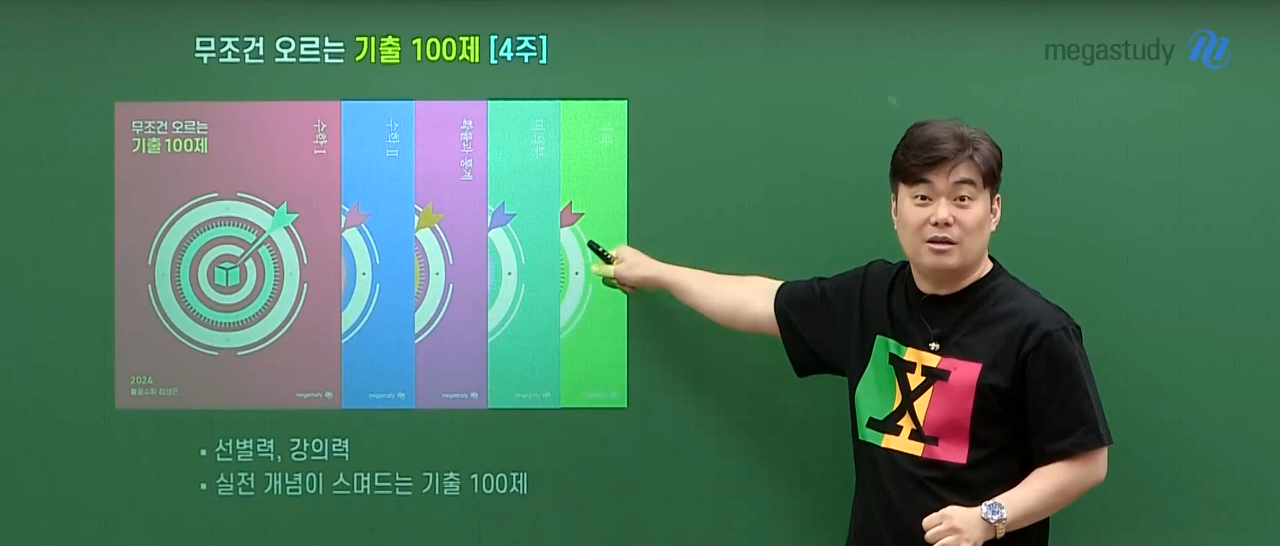 무조건 오르는 기출 100제 [4주]
megastudy
무조건 오르는
기출 100제
수학 I
수학 II
확률과 통계
미적분
기하
2024
megastudy
megastudy
megastudy
megastudy
X
• 선별력, 강의력
• 실전 개념이 스며드는 기출 100제